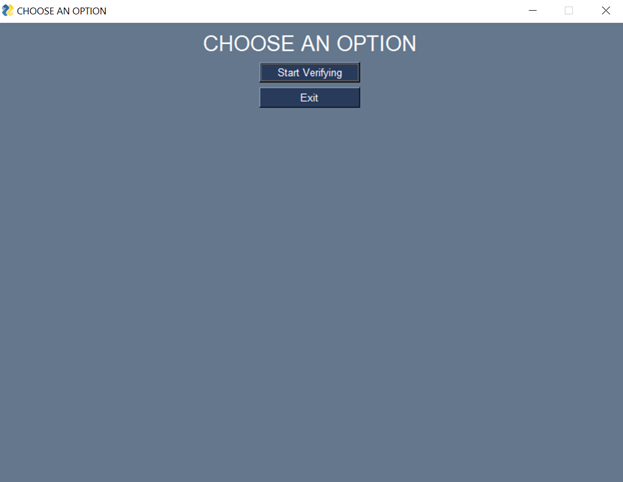 CHOOSE AN OPTION
CHOOSE AN OPTION
Start Verifying
Exit